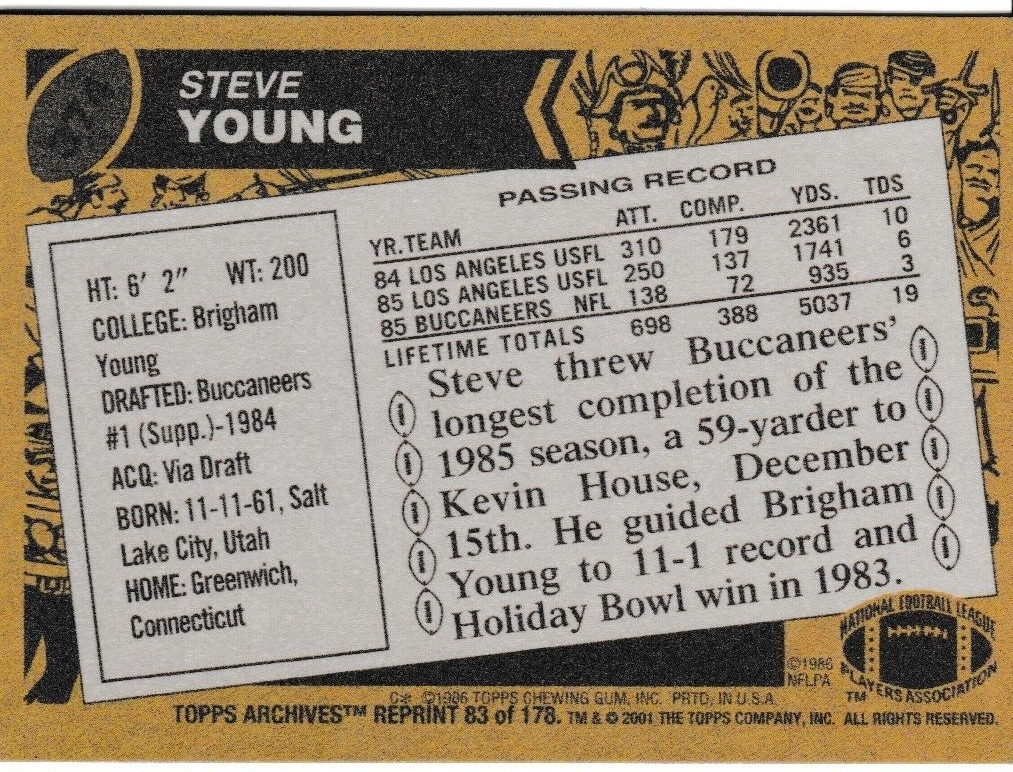 STEVE
YOUNG
PASSING RECORD
YR. TEAM ATT. COMP. YDS. TDS
84 LOS ANGELES USFL 310 179 2361 10
85 LOS ANGELES USFL 250 137 1741 6
85 BUCCANEERS NFL 138 72 935 3
LIFETIME TOTALS 698 388 5037 19
HT: 6' 2" WT: 200
COLLEGE: Brigham
Young
DRAFTED: Buccaneers
#1 (Supp.)-1984
ACQ: Via Draft
BORN: 11-11-61, Salt
Lake City, Utah
HOME: Greenwich,
Connecticut
Steve threw Buccaneers'
longest completion of the
1985 season, a 59-yarder to
Kevin House, December
15th. He guided Brigham
Young to 11-1 record and
Holiday Bowl win in 1983.
©1986
NFLPA
NATIONAL FOOTBALL LEAGUE
PLAYERS ASSOCIATION
TM
C* ©1986 TOPPS CHEWING GUM, INC. PRTD. IN U.S.A.
TOPPS ARCHIVES™ REPRINT 83 of 178. TM & © 2001 THE TOPPS COMPANY, INC. ALL RIGHTS RESERVED.